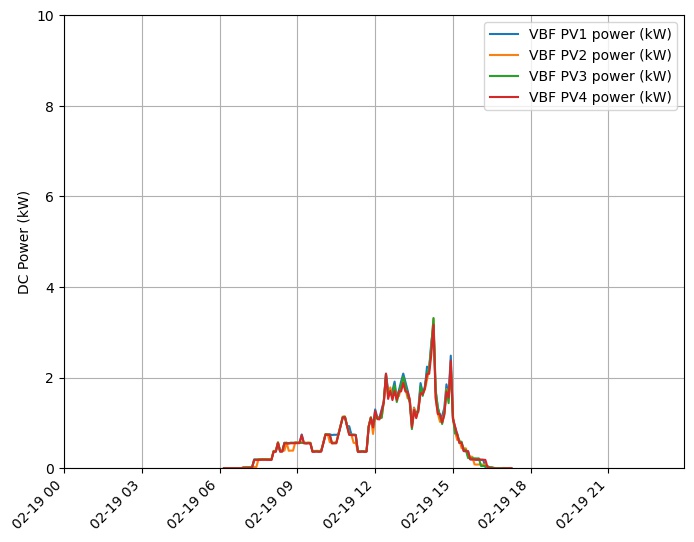 10
8
6
4
2
0
DC Power (kW)
VBF PV1 power (kW)
VBF PV2 power (kW)
VBF PV3 power (kW)
VBF PV4 power (kW)
02-19 00
02-19 03
02-19 06
02-19 09
02-19 12
02-19 15
02-19 18
02-19 21